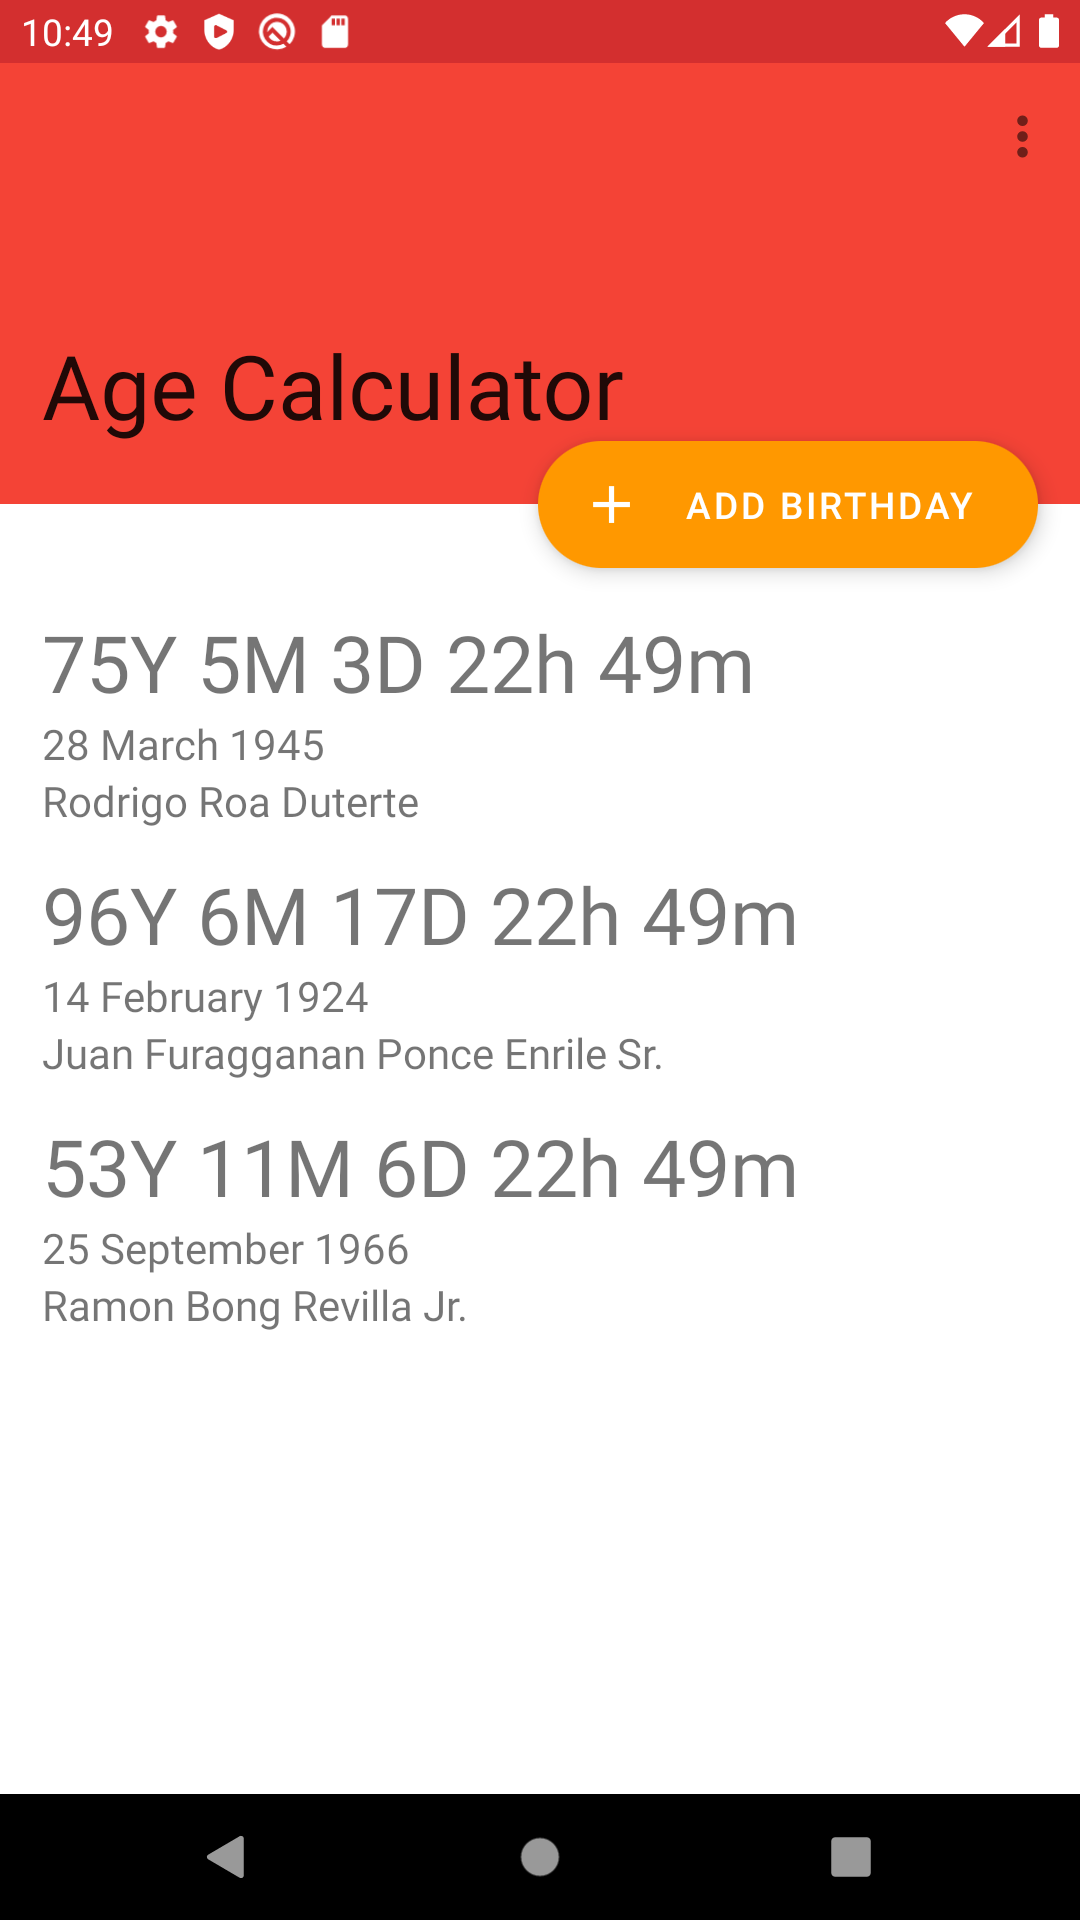 10:49
Age Calculator
ADD BIRTHDAY
75Y 5M 3D 22h 49m
28 March 1945
Rodrigo Roa Duterte
96Y 6M 17D 22h 49m
14 February 1924
Juan Furagganan Ponce Enrile Sr.
53Y 11M 6D 22h 49m
25 September 1966
Ramon Bong Revilla Jr.